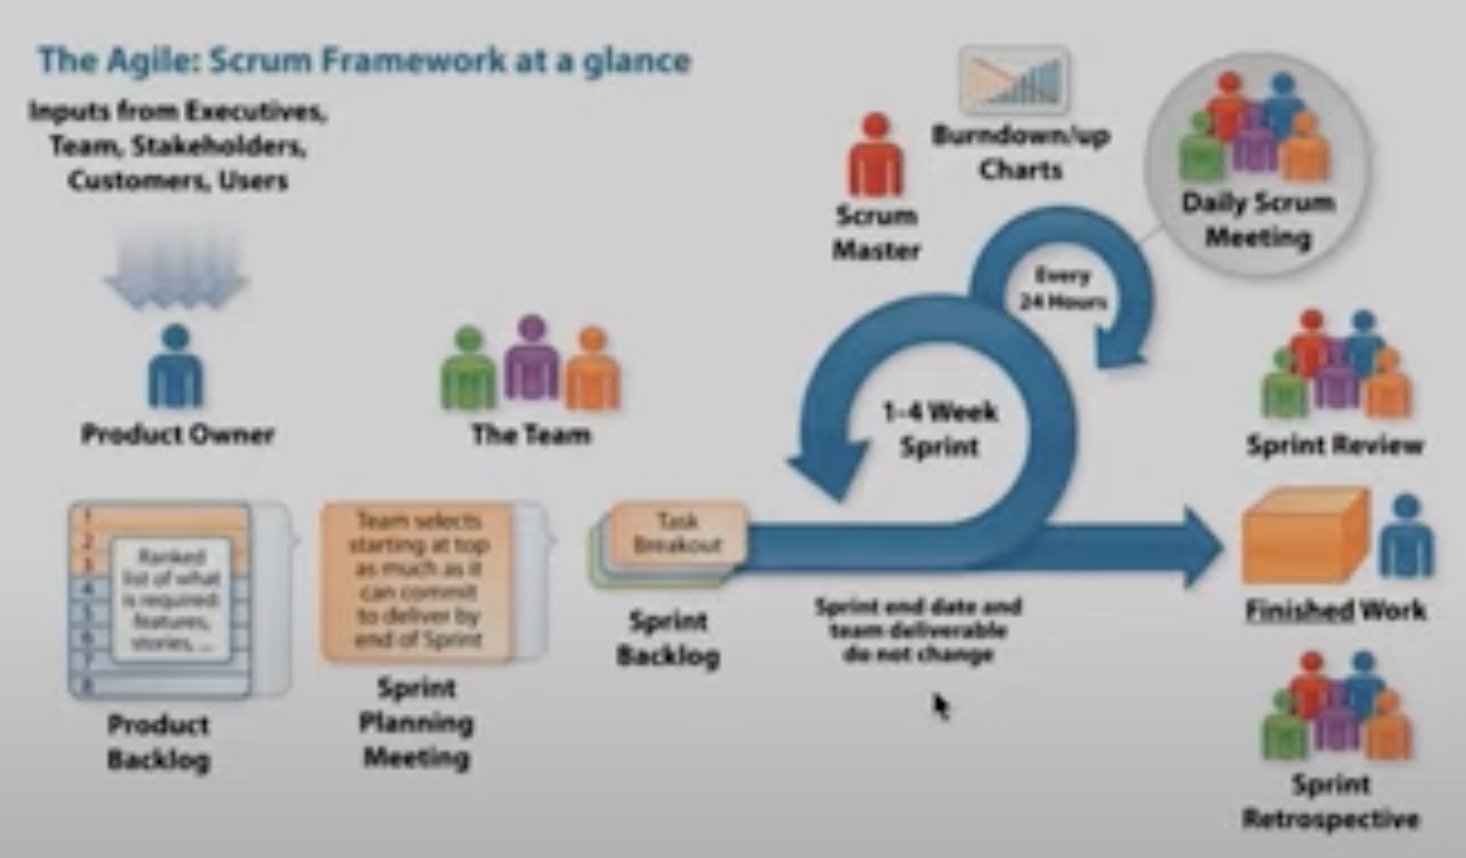 The Agile: Scrum Framework at a glance
Inputs from Executives,
Team, Stakeholders,
Customers, Users
Product Owner
The Team
Scrum
Master
Burndown/up
Charts
Daily Scrum
Meeting
Every
24 Hours
1-4 Week
Sprint
Sprint Review
1
2
3
4
5
6
7
8
Ranked
list of what
is required:
features,
stories, ...
Product
Backlog
Team selects
starting at top
as much as it
can commit
to deliver by
end of Sprint
Sprint
Planning
Meeting
Task
Breakout
Sprint
Backlog
Sprint end date and
team deliverable
do not change
Finished Work
Sprint
Retrospective